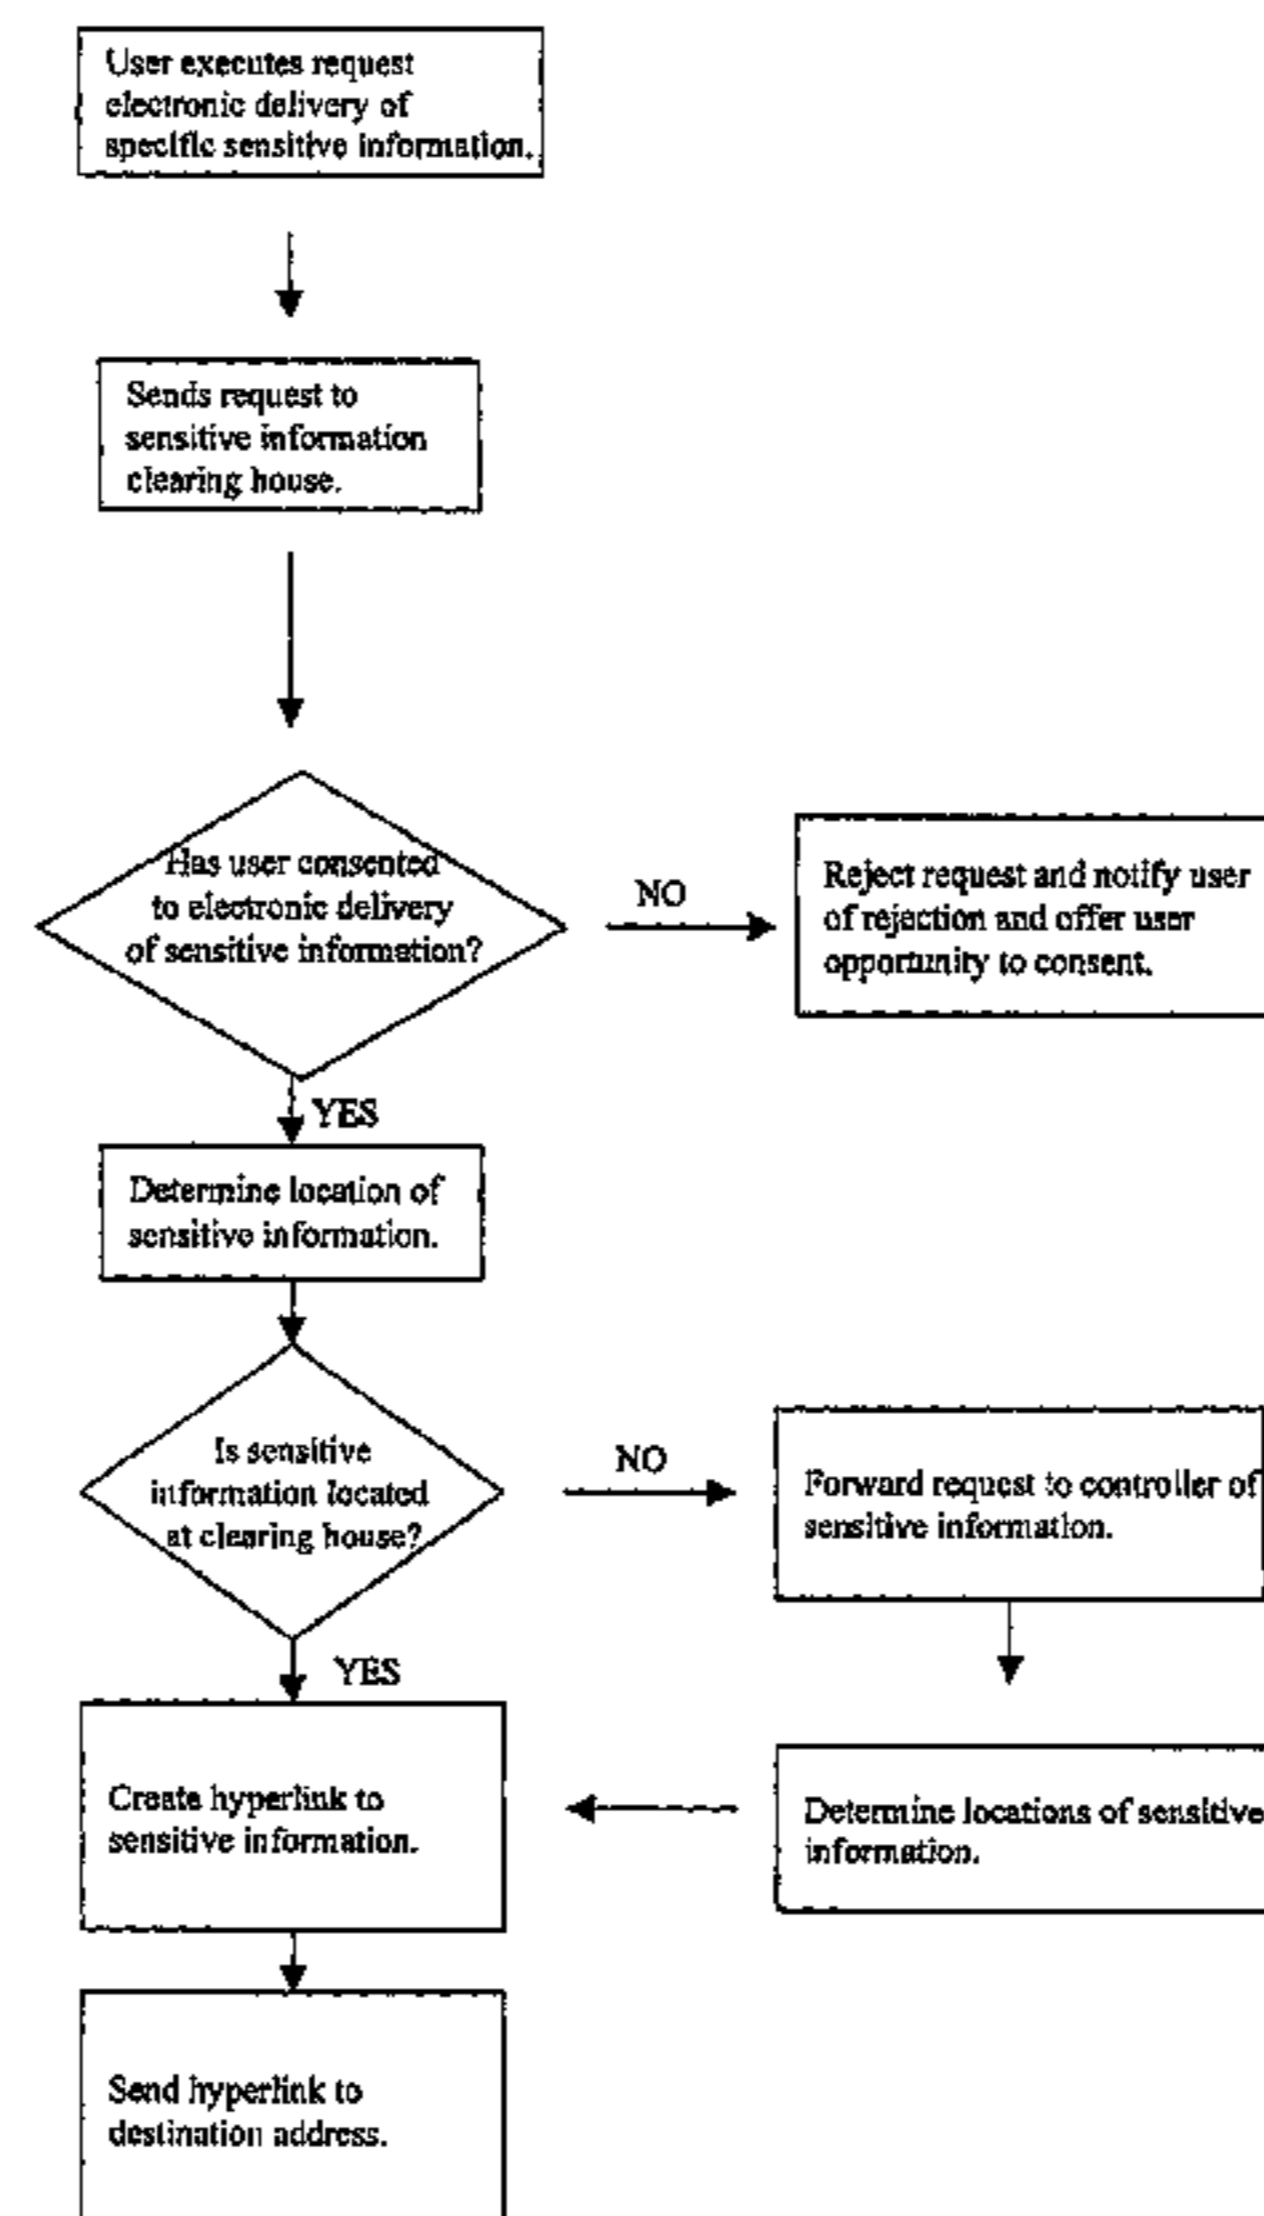 User executes request
electronic delivery of
specific sensitive information.
Sends request to
sensitive information
clearing house.
Has user consented
to electronic delivery
of sensitive information?
NO
Reject request and notify user
of rejection and offer user
opportunity to consent.
YES
Determine location of
sensitive information.
Is sensitive
information located
at clearing house?
NO
Forward request to controller of
sensitive information.
YES
Create hyperlink to
sensitive information.
Determine locations of sensitive
information.
Send hyperlink to
destination address.